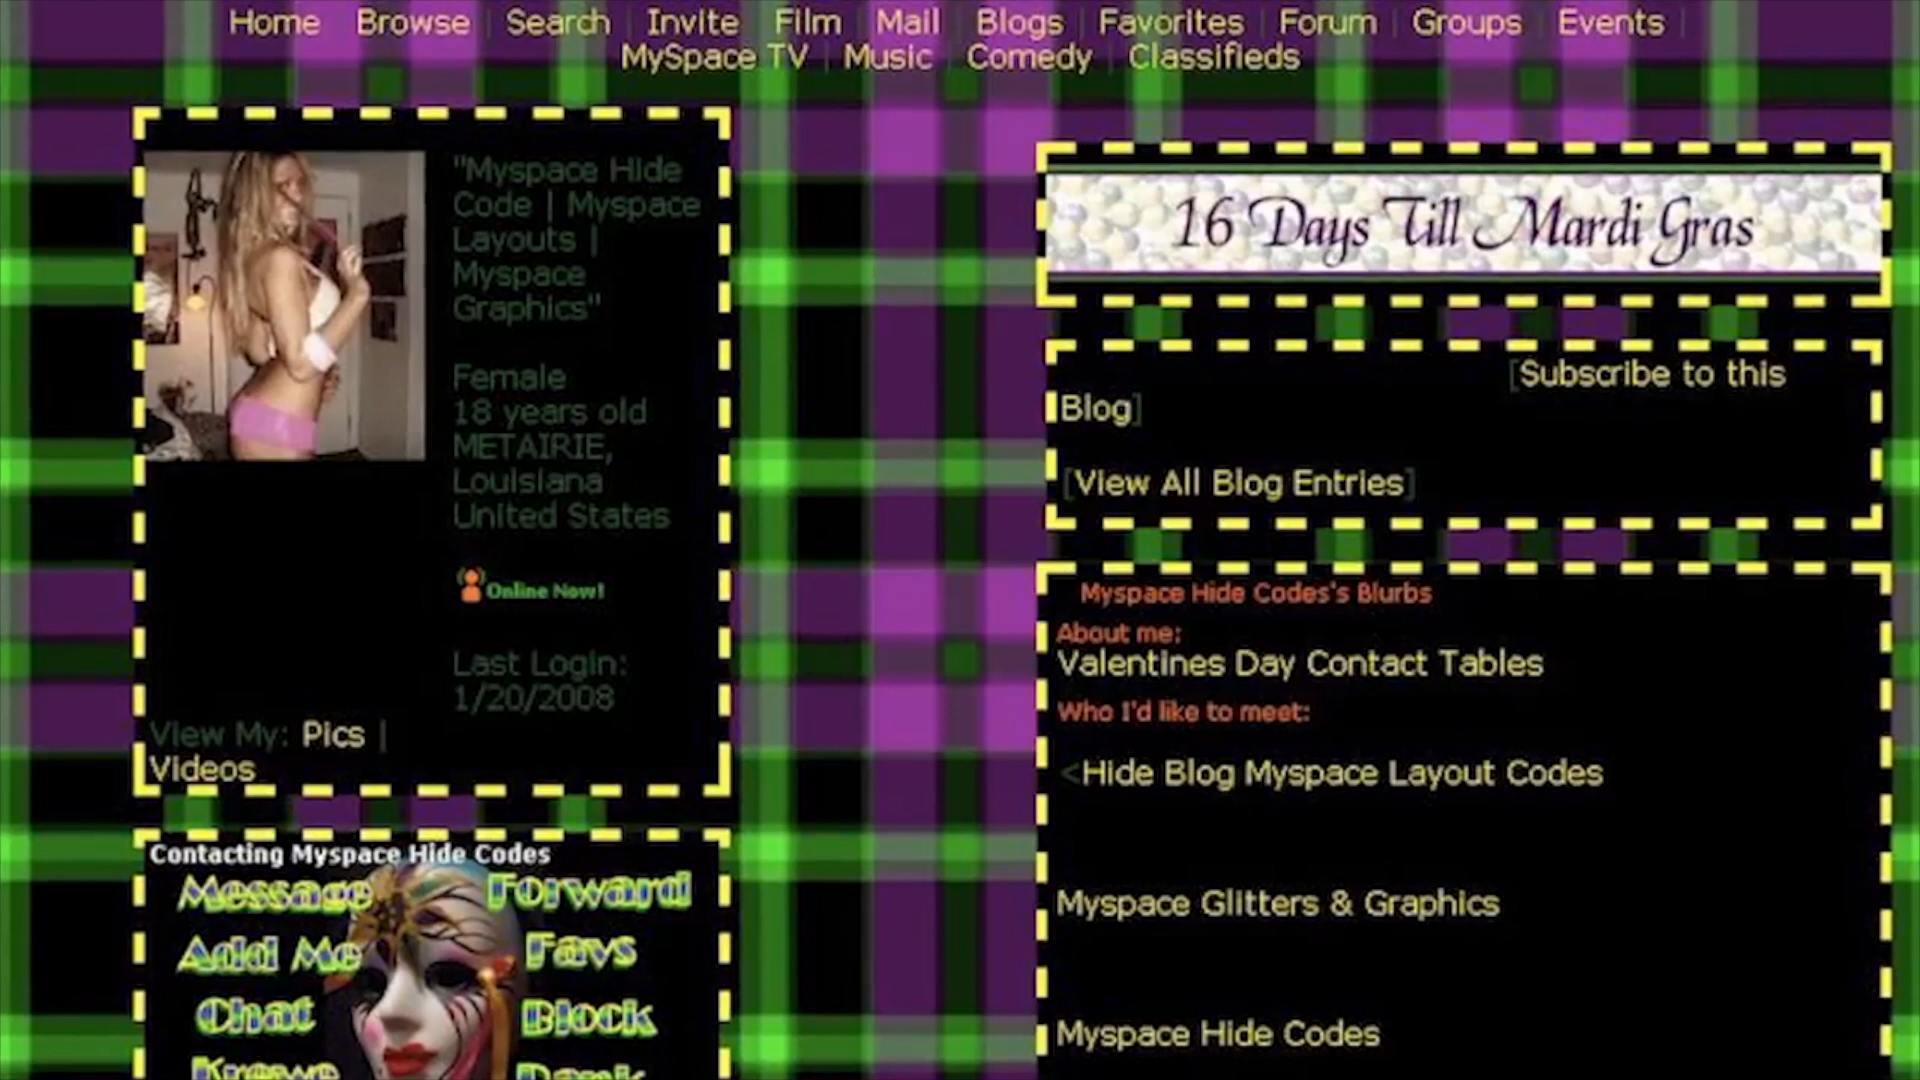 Home | Browse | Search | Invite | Film | Mail | Blogs | Favorites | Forum | Groups | Events |
MySpace TV | Music | Comedy | Classifieds
"Myspace Hide
Code | Myspace
Layouts |
Myspace
Graphics"
Female
18 years old
METAIRIE,
Louisiana
United States
Online Now!
Last Login:
1/20/2008
View My: Pics |
Videos
Contacting Myspace Hide Codes
Message Forward
Add Me Favs
Chat Block
Krewe Rank
16 Days Till Mardi Gras
[Subscribe to this
Blog]
[View All Blog Entries]
Myspace Hide Codes's Blurbs
About me:
Valentines Day Contact Tables
Who I'd like to meet:
<Hide Blog Myspace Layout Codes
Myspace Glitters & Graphics
Myspace Hide Codes